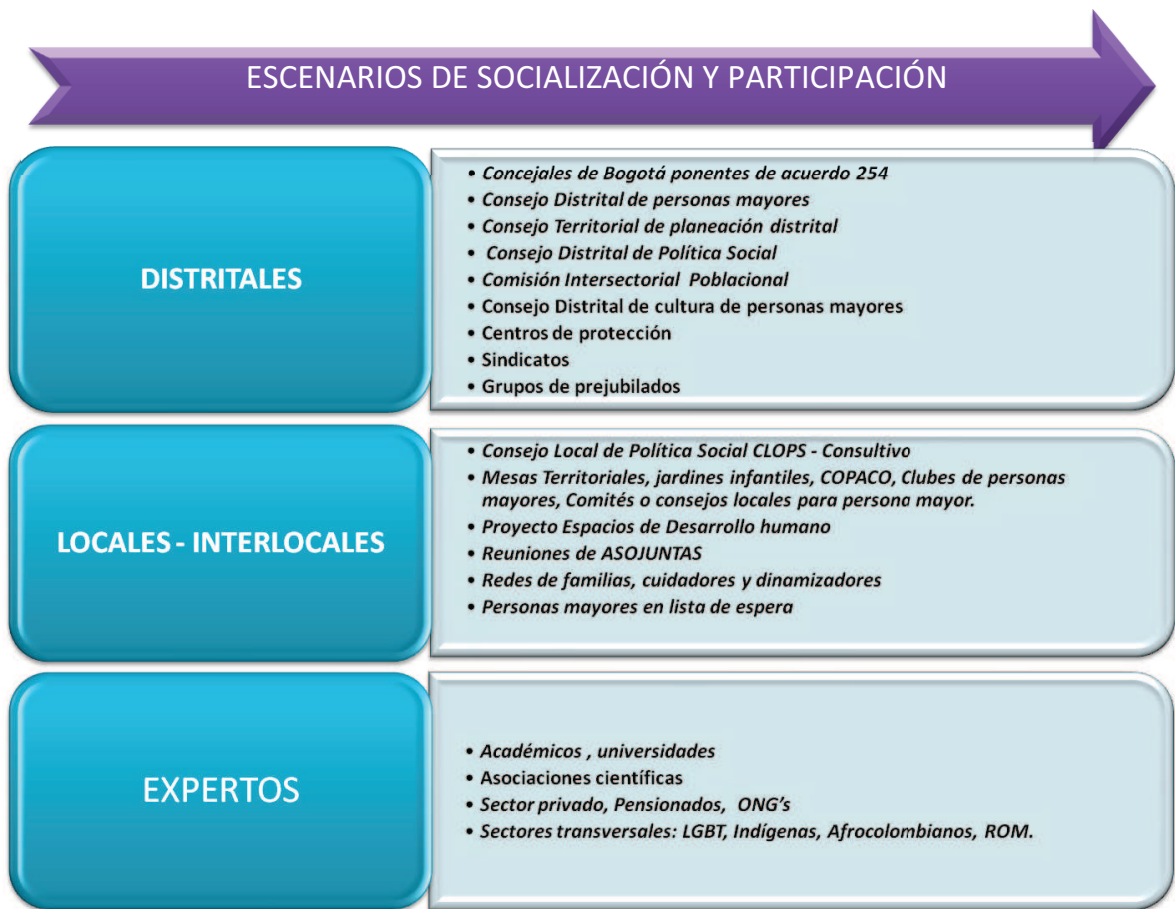 ESCENARIOS DE SOCIALIZACIÓN Y PARTICIPACIÓN
DISTRITALES
• Concejales de Bogotá ponentes de acuerdo 254
• Consejo Distrital de personas mayores
• Consejo Territorial de planeación distrital
• Consejo Distrital de Política Social
• Comisión Intersectorial Poblacional
• Consejo Distrital de cultura de personas mayores
• Centros de protección
• Sindicatos
• Grupos de prejubilados
LOCALES - INTERLOCALES
• Consejo Local de Política Social CLOPS - Consultivo
• Mesas Territoriales, jardines infantiles, COPACO, Clubes de personas
mayores, Comités o consejos locales para persona mayor.
• Proyecto Espacios de Desarrollo humano
• Reuniones de ASOJUNTAS
• Redes de familias, cuidadores y dinamizadores
• Personas mayores en lista de espera
EXPERTOS
• Académicos , universidades
• Asociaciones científicas
• Sector privado, Pensionados, ONG's
• Sectores transversales: LGBT, Indígenas, Afrocolombianos, ROM.